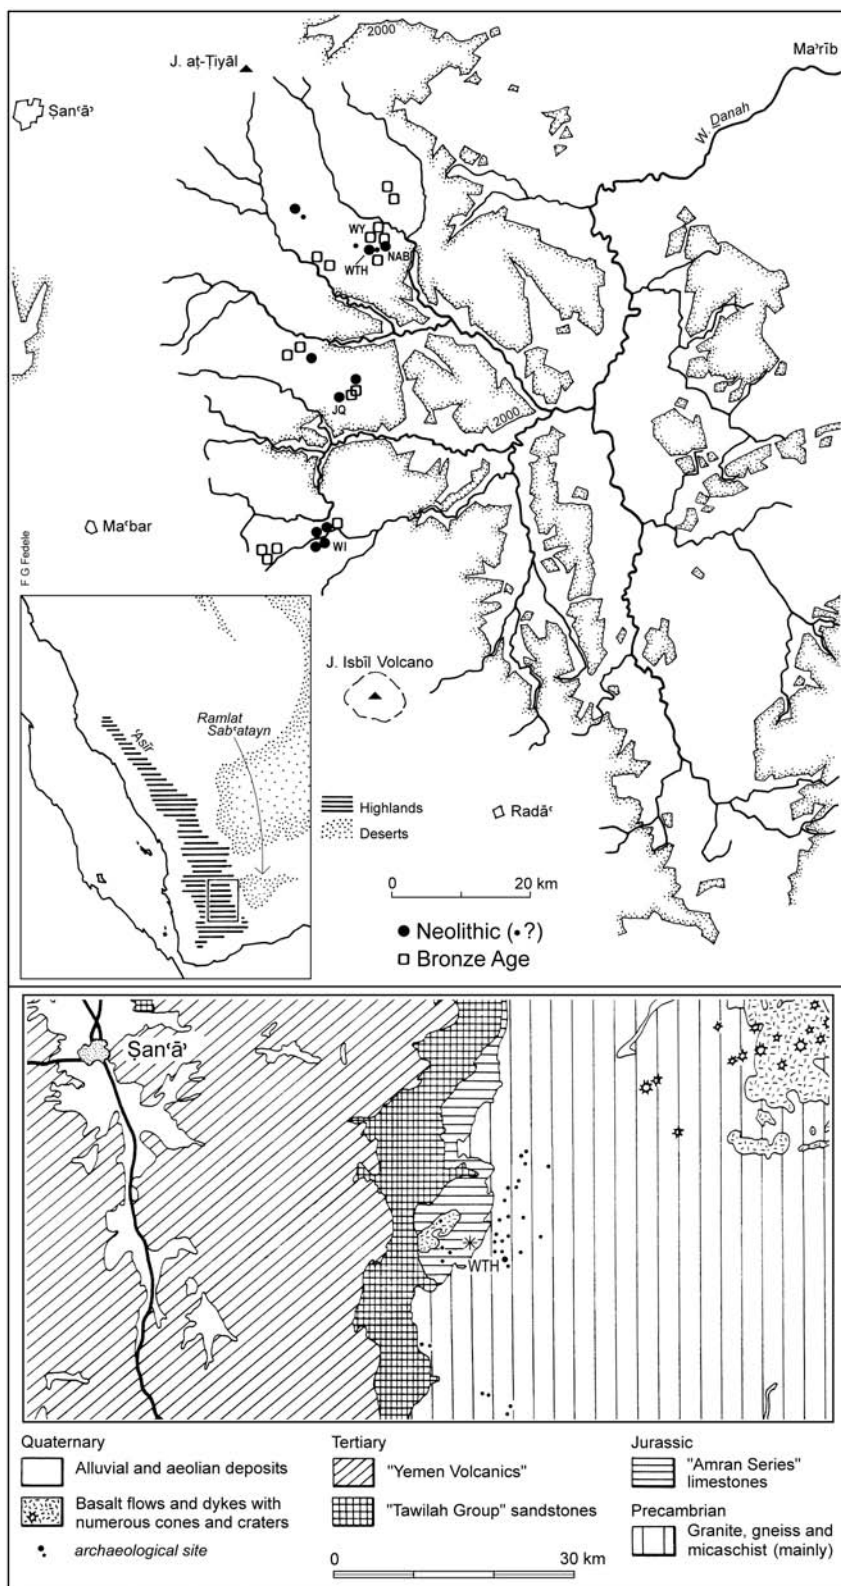 2000
J. aṭ-Ṭiyāl
Maʾrīb
Ṣanʿāʾ
W. Ḏanah
WY
NAB
WTH
JQ
2000
Maʿbar
WI
F G Fedele
J. Isbīl Volcano
Ramlat
Sabʿatayn
ʿAsīr
Highlands
Deserts
Radāʿ
0 20 km
Neolithic (•?)
Bronze Age
Ṣanʿāʾ
WTH
Quaternary
Alluvial and aeolian deposits
Basalt flows and dykes with
numerous cones and craters
archaeological site
Tertiary
"Yemen Volcanics"
"Tawilah Group" sandstones
0 30 km
Jurassic
"Amran Series"
limestones
Precambrian
Granite, gneiss and
micaschist (mainly)